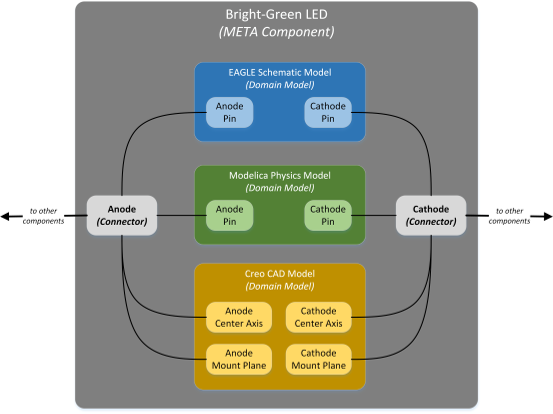 Bright-Green LED
(META Component)
EAGLE Schematic Model
(Domain Model)
Anode
Pin
Cathode
Pin
Modelica Physics Model
(Domain Model)
to other
components
Anode
(Connector)
Anode
Pin
Cathode
Pin
Cathode
(Connector)
to other
components
Creo CAD Model
(Domain Model)
Anode
Center Axis
Cathode
Center Axis
Anode
Mount Plane
Cathode
Mount Plane